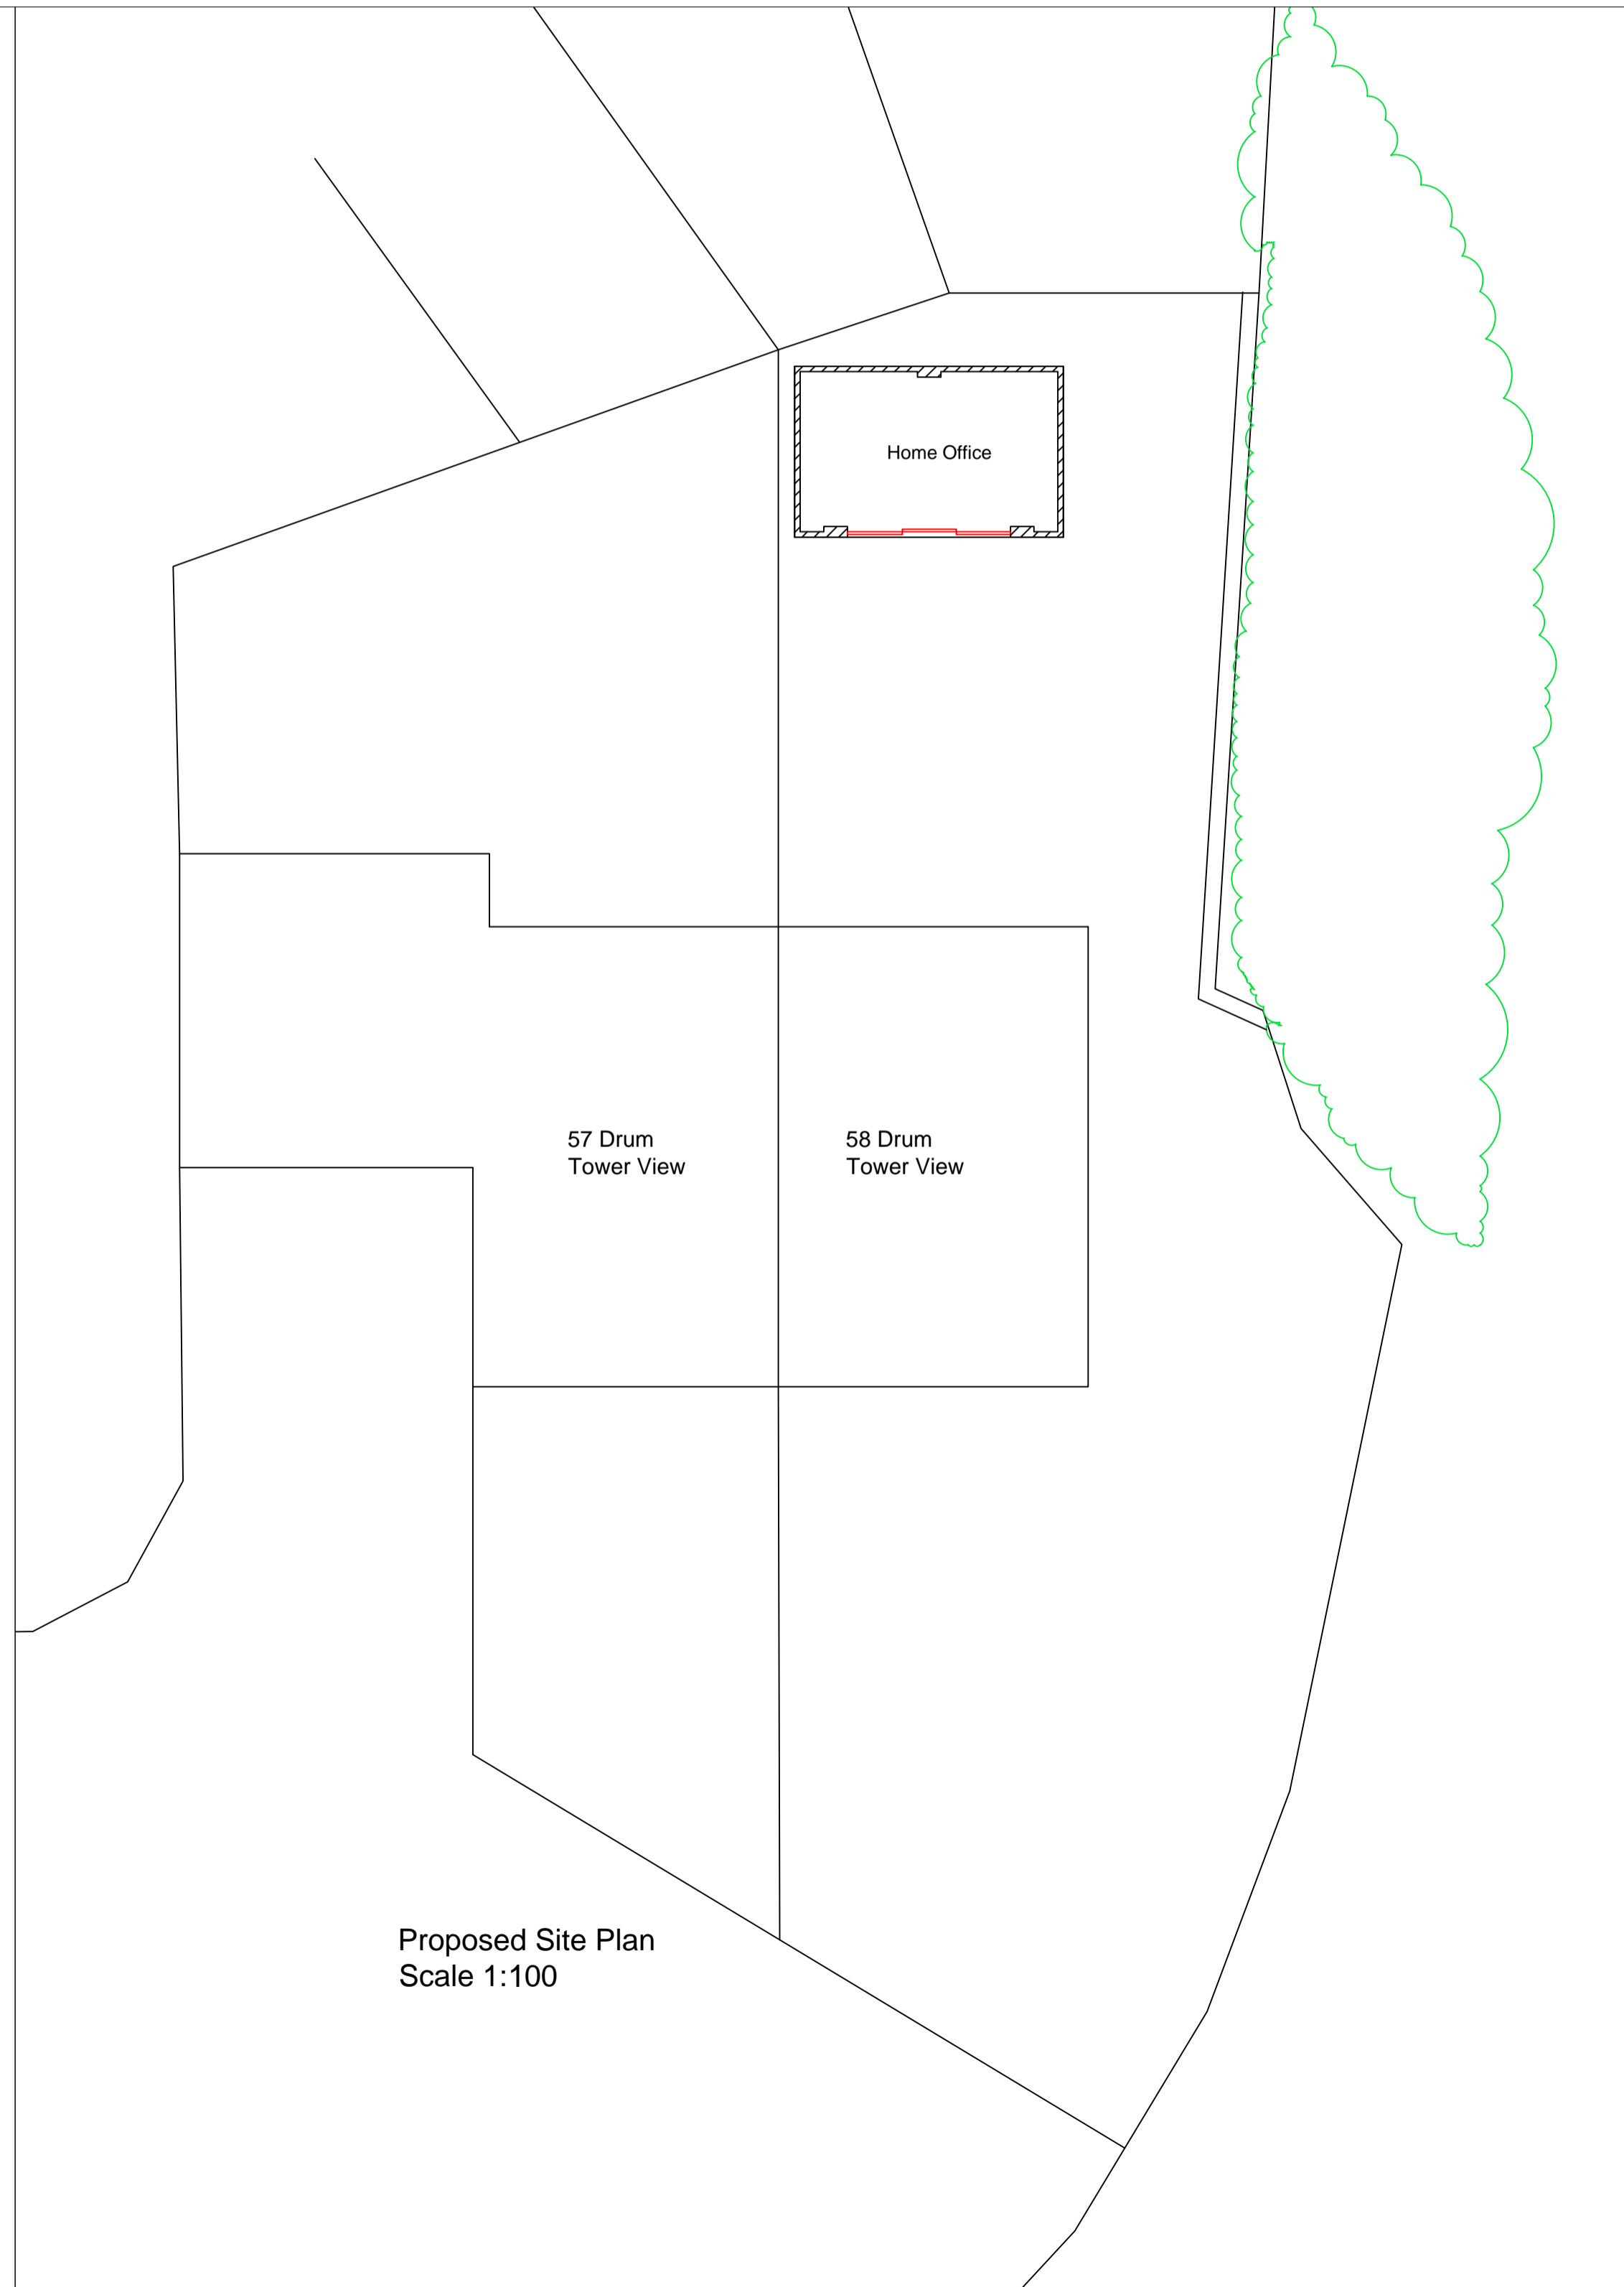 Home Office
57 Drum
Tower View
58 Drum
Tower View
Proposed Site Plan
Scale 1:100